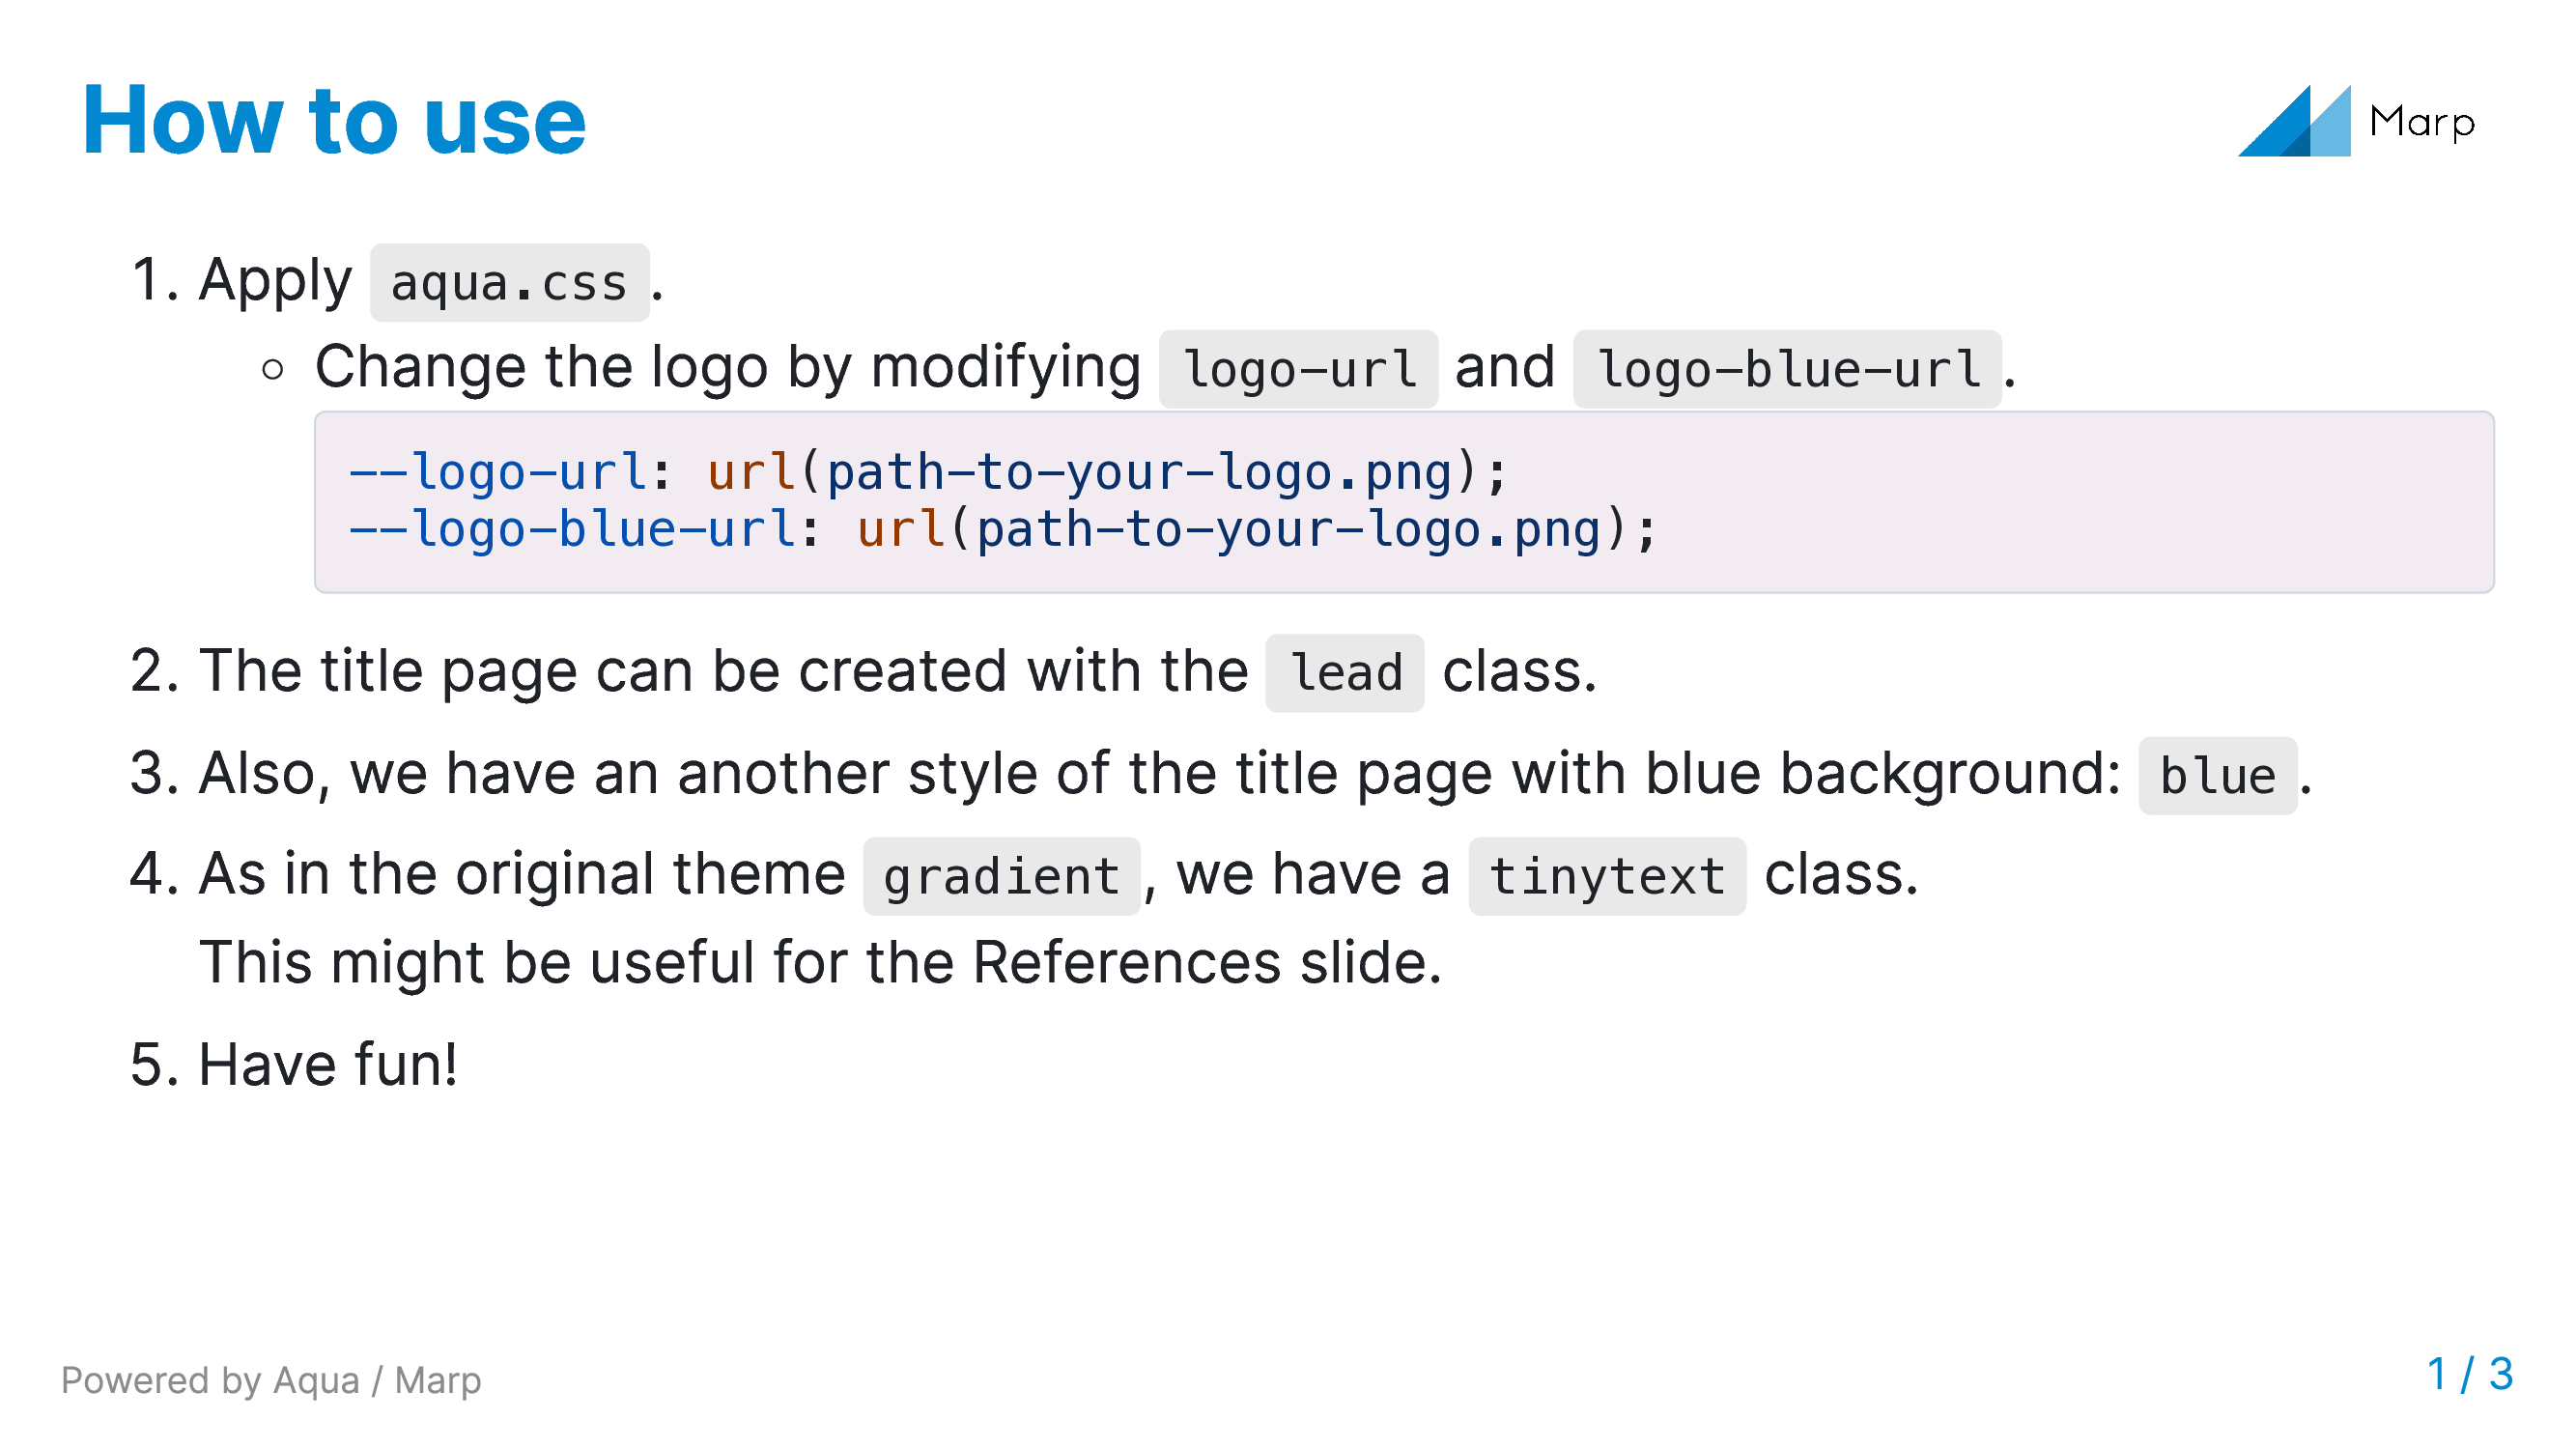 How to use
Marp
1. Apply aqua.css.
◦ Change the logo by modifying logo-url and logo-blue-url.
--logo-url: url(path-to-your-logo.png);
--logo-blue-url: url(path-to-your-logo.png);
2. The title page can be created with the lead class.
3. Also, we have an another style of the title page with blue background: blue.
4. As in the original theme gradient, we have a tinytext class.
This might be useful for the References slide.
5. Have fun!
Powered by Aqua / Marp
1 / 3